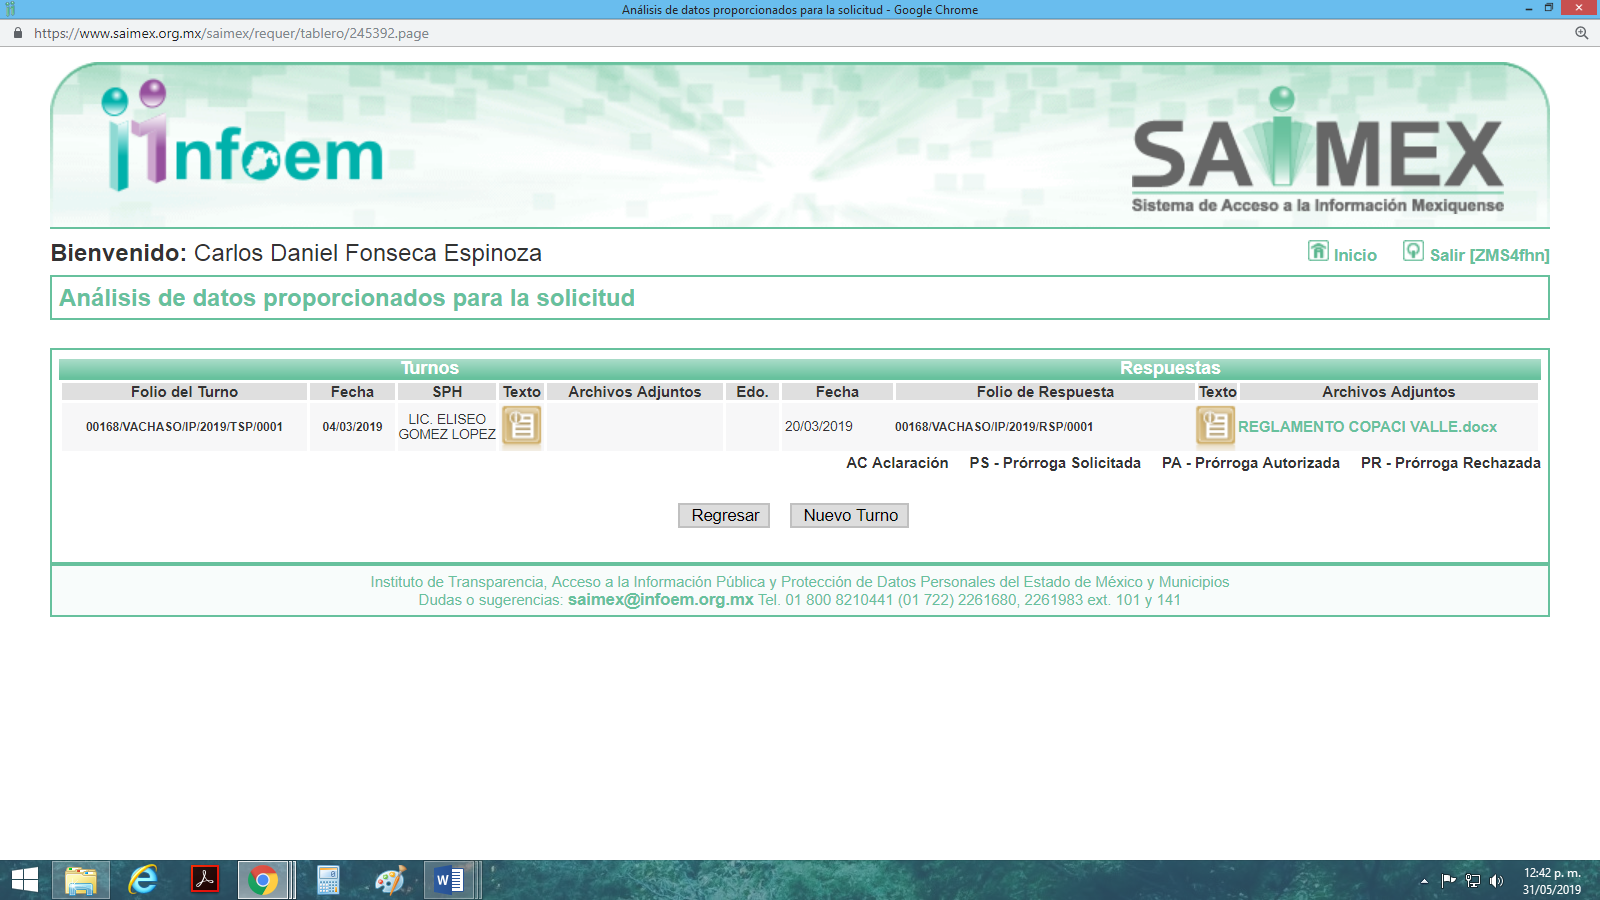 Análisis de datos proporcionados para la solicitud - Google Chrome
https://www.saimex.org.mx/saimex/requer/tablero/245392.page
infoem
SAIMEX
Sistema de Acceso a la Información Mexiquense
Bienvenido: Carlos Daniel Fonseca Espinoza
Inicio Salir [ZMS4fhn]
Análisis de datos proporcionados para la solicitud
Turnos Respuestas
Folio del Turno Fecha SPH Texto Archivos Adjuntos Edo. Fecha Folio de Respuesta Texto Archivos Adjuntos
00168/VACHASO/IP/2019/TSP/0001 04/03/2019 LIC. ELISEO GOMEZ LOPEZ 20/03/2019 00168/VACHASO/IP/2019/RSP/0001 REGLAMENTO COPACI VALLE.docx
AC Aclaración PS - Prórroga Solicitada PA - Prórroga Autorizada PR - Prórroga Rechazada
Regresar Nuevo Turno
Instituto de Transparencia, Acceso a la Información Pública y Protección de Datos Personales del Estado de México y Municipios
Dudas o sugerencias: saimex@infoem.org.mx Tel. 01 800 8210441 (01 722) 2261680, 2261983 ext. 101 y 141
12:42 p. m.
31/05/2019